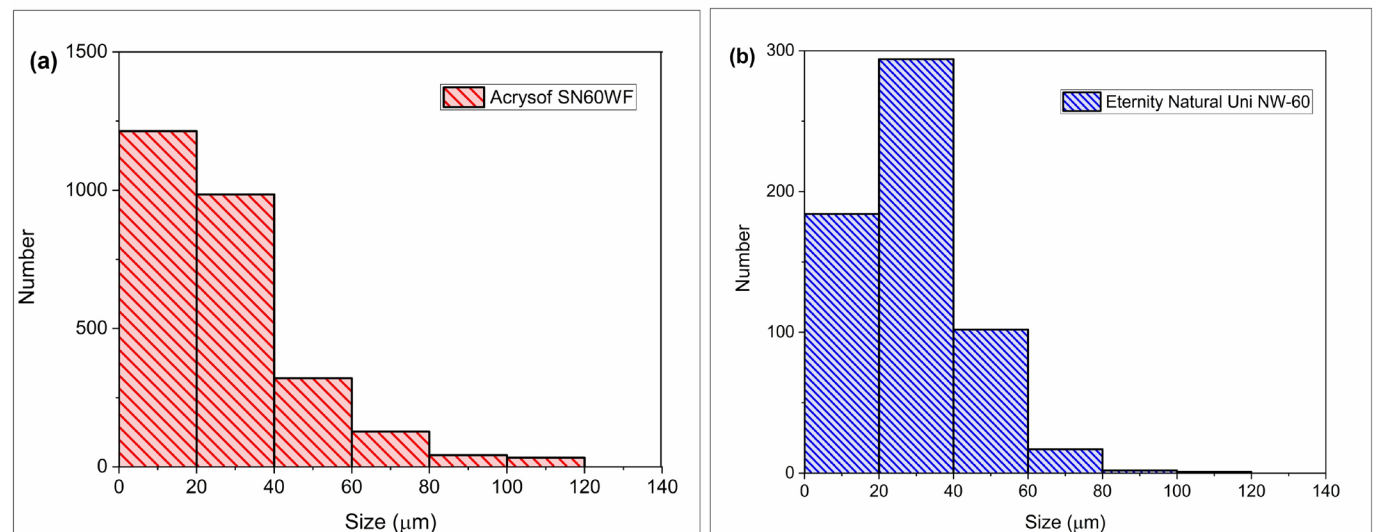 (a)
1500
1000
500
0
Number
Acrysof SN60WF
0 20 40 60 80 100 120 140
Size (μm)
(b)
300
200
100
0
Number
Eternity Natural Uni NW-60
0 20 40 60 80 100 120 140
Size (μm)